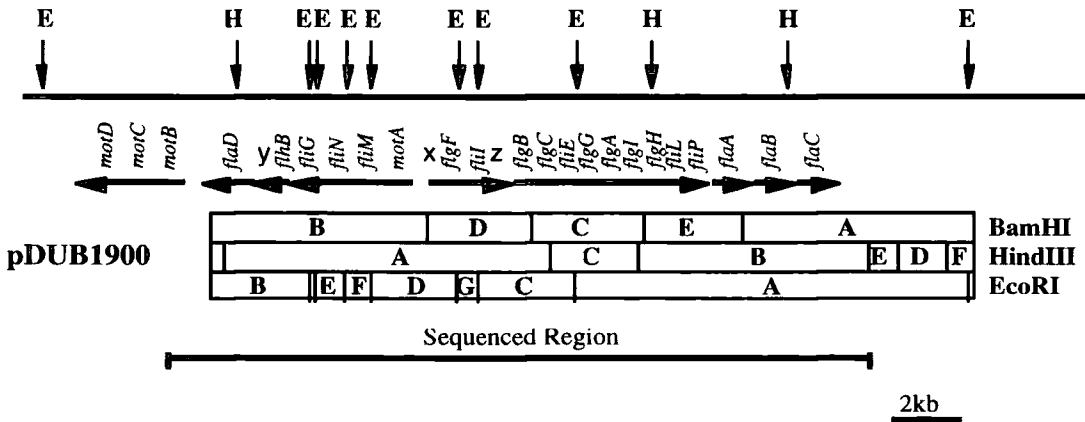 E H E E E E E E E H H E
motD motC motB flaD y flhB fliG fliN fliM motA x flgF fliI z flgB flgC fliE flgG flgA flgI flgH fliL fliP flaA flaB flaC
B D C E A BamHI
pDUB1900 A C B E D F HindIII
B E F D G C A EcoRI
Sequenced Region
2kb